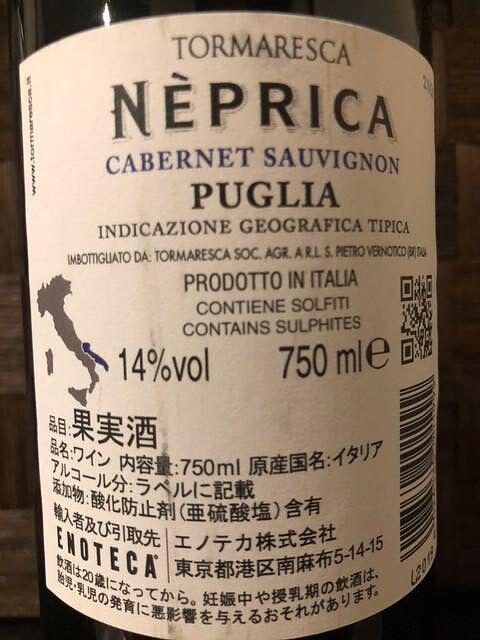 TORMARESCA
NÈPRICA
CABERNET SAUVIGNON
PUGLIA
INDICAZIONE GEOGRAFICA TIPICA
IMBOTTIGLIATO DA: TORMARESCA SOC. AGR. A R.L. S. PIETRO VERNOTICO (BR) ITALIA
PRODOTTO IN ITALIA
CONTIENE SOLFITI
CONTAINS SULPHITES
14%vol 750 ml e
www.tormaresca.it
品目:果実酒
品名:ワイン 内容量:750ml 原産国名:イタリア
アルコール分:ラベルに記載
添加物:酸化防止剤(亜硫酸塩)含有
輸入者及び引取先 エノテカ株式会社
ENOTECA® 東京都港区南麻布5-14-15
飲酒は20歳になってから。妊娠中や授乳期の飲酒は、
胎児・乳児の発育に悪影響を与えるおそれがあります。